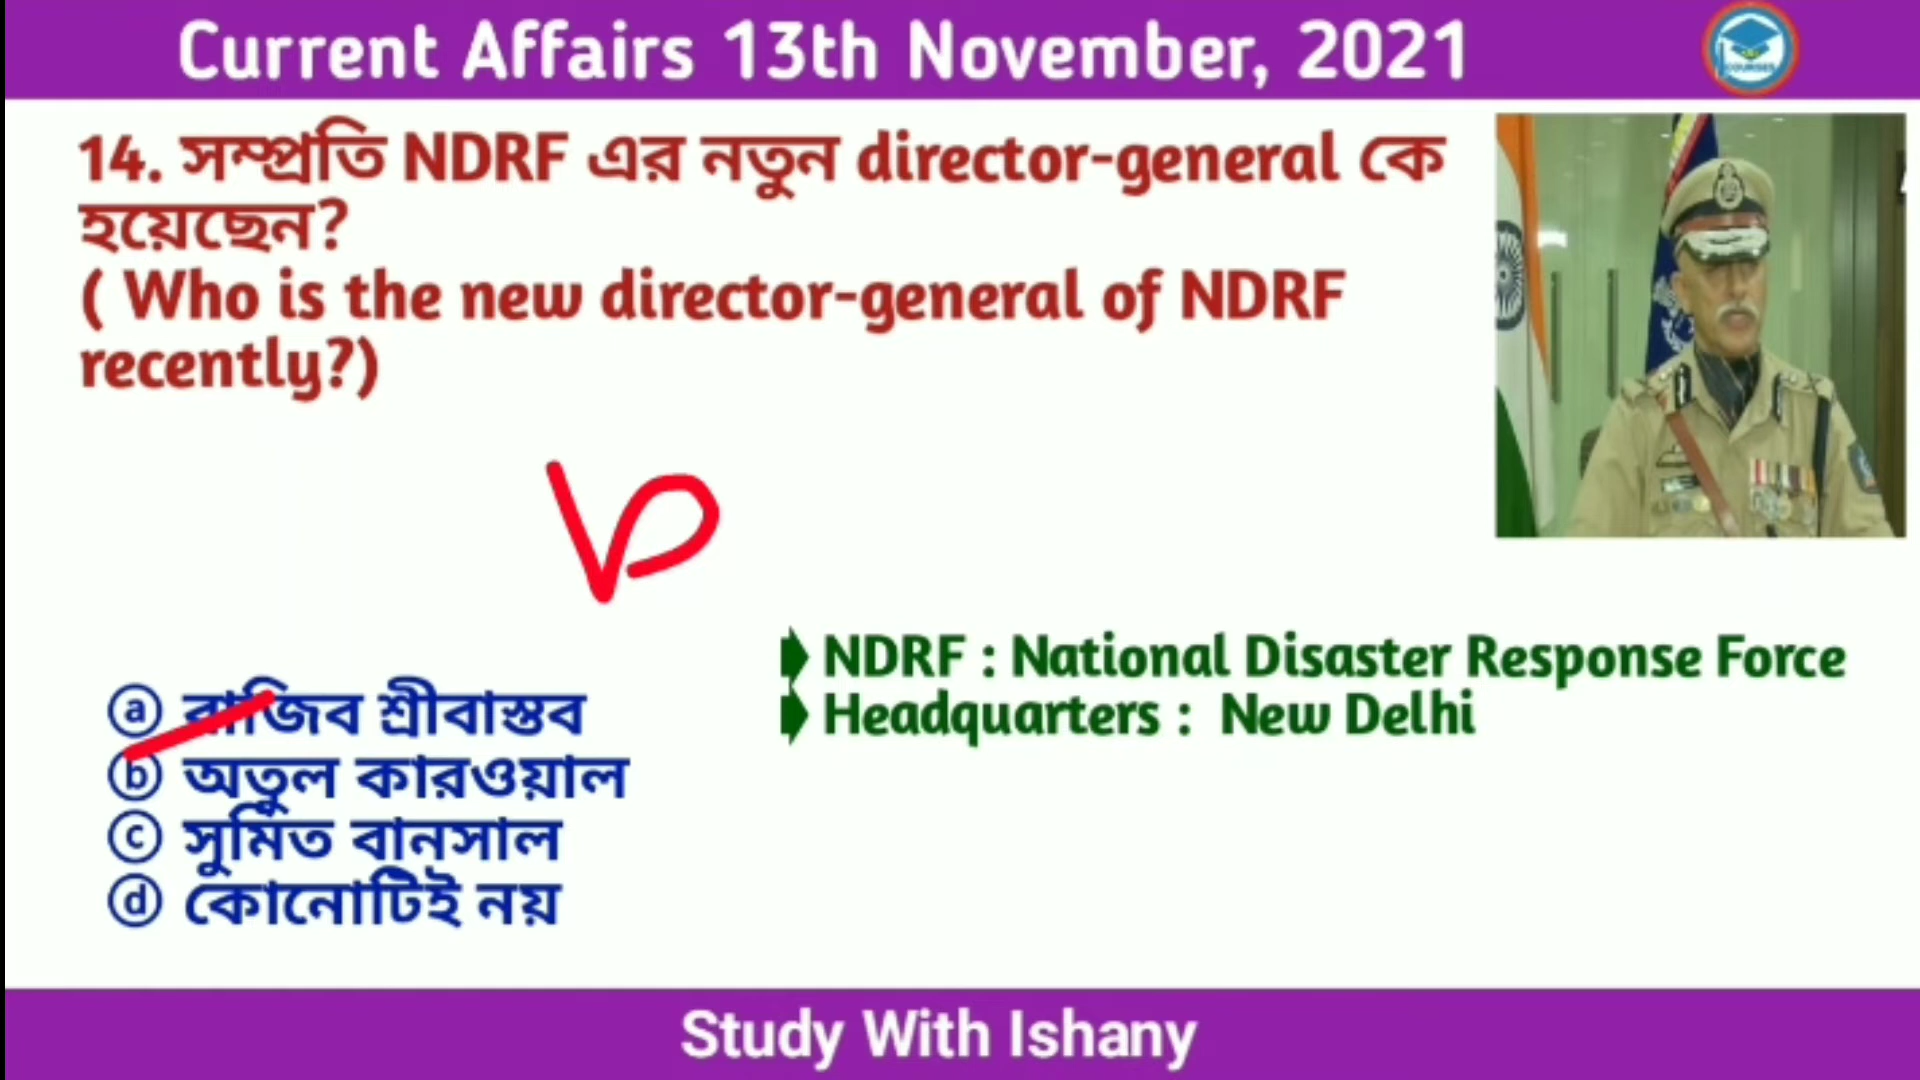 Current Affairs 13th November, 2021
COURSES
14. সম্প্রতি NDRF এর নতুন director-general কে
হয়েছেন?
( Who is the new director-general of NDRF
recently?)
➧ NDRF : National Disaster Response Force
➧ Headquarters : New Delhi
ⓐ রাজিব শ্রীবাস্তব
ⓑ অতুল কারওয়াল
ⓒ সুমিত বানসাল
ⓓ কোনোটিই নয়
Study With Ishany